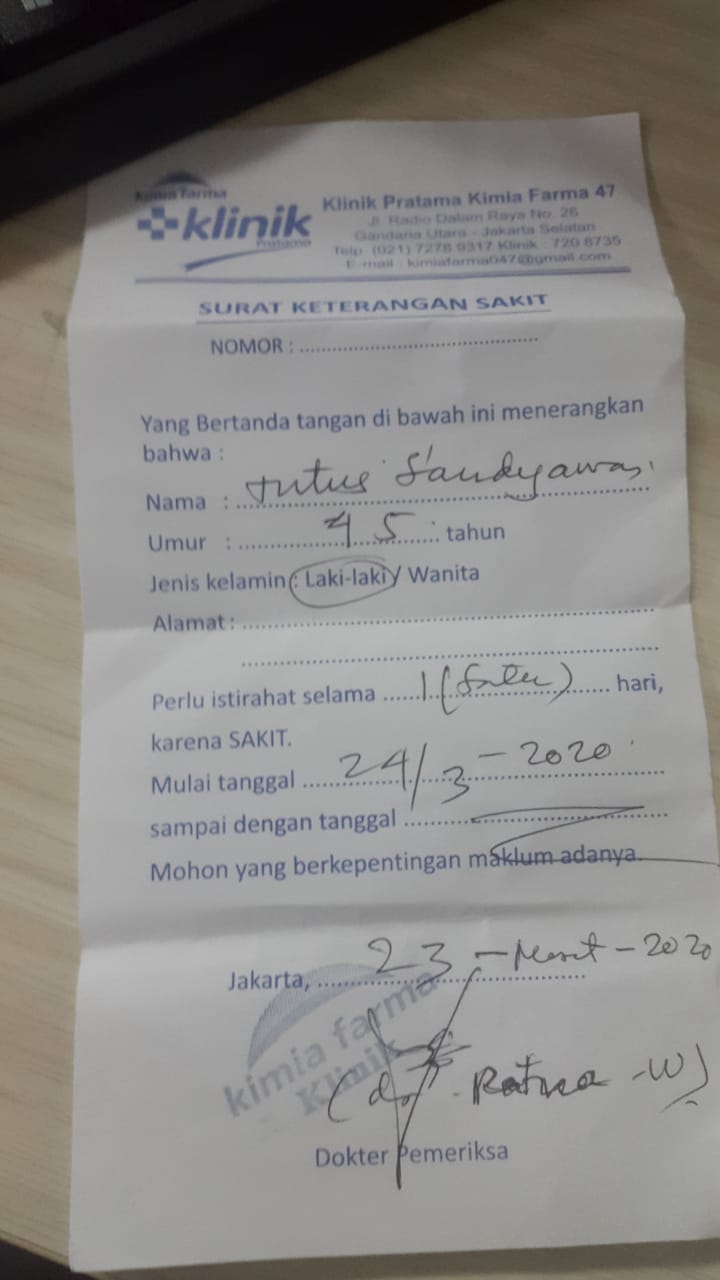 kimia farma
klinik
Pratama
Klinik Pratama Kimia Farma 47
Jl. Radio Dalam Raya No. 26
Gandaria Utara - Jakarta Selatan
Telp. (021) 7278 9317 Klinik : 720 8735
E-mail : kimiafarma047@gmail.com
SURAT KETERANGAN SAKIT
NOMOR : ..........................................
Yang Bertanda tangan di bawah ini menerangkan
bahwa :
Nama : Tutus
Umur : 45 tahun
Jenis kelamin : Laki-laki / Wanita
Alamat : ..........................................
..........................................
Perlu istirahat selama 1 (satu) hari,
karena SAKIT.
Mulai tanggal 24/3-2020
sampai dengan tanggal ..........................
Mohon yang berkepentingan maklum adanya.
Jakarta, 23-Maret-2020
kimia farma
Klinik
(dr. Ratna W)
Dokter Pemeriksa